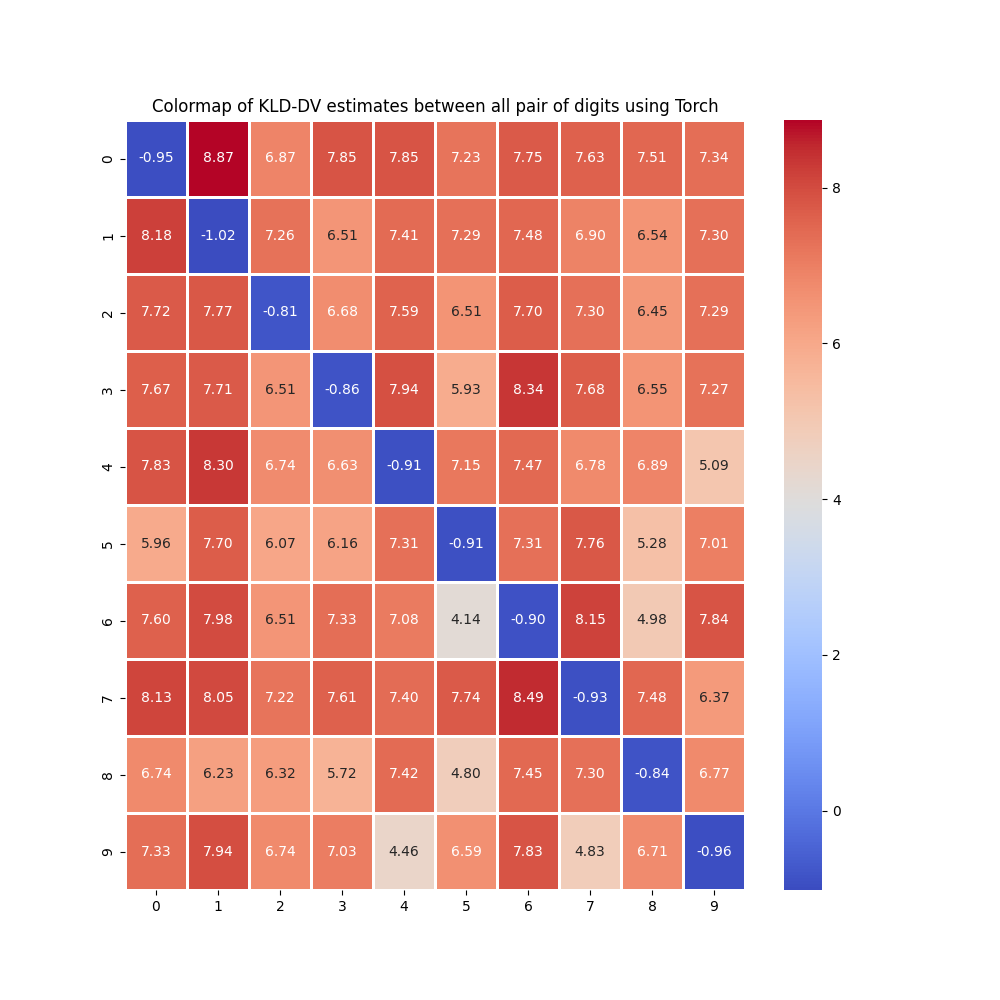 Colormap of KLD-DV estimates between all pair of digits using Torch
0 -0.95 8.87 6.87 7.85 7.85 7.23 7.75 7.63 7.51 7.34
1 8.18 -1.02 7.26 6.51 7.41 7.29 7.48 6.90 6.54 7.30
2 7.72 7.77 -0.81 6.68 7.59 6.51 7.70 7.30 6.45 7.29
3 7.67 7.71 6.51 -0.86 7.94 5.93 8.34 7.68 6.55 7.27
4 7.83 8.30 6.74 6.63 -0.91 7.15 7.47 6.78 6.89 5.09
5 5.96 7.70 6.07 6.16 7.31 -0.91 7.31 7.76 5.28 7.01
6 7.60 7.98 6.51 7.33 7.08 4.14 -0.90 8.15 4.98 7.84
7 8.13 8.05 7.22 7.61 7.40 7.74 8.49 -0.93 7.48 6.37
8 6.74 6.23 6.32 5.72 7.42 4.80 7.45 7.30 -0.84 6.77
9 7.33 7.94 6.74 7.03 4.46 6.59 7.83 4.83 6.71 -0.96
0 1 2 3 4 5 6 7 8 9
8
6
4
2
0